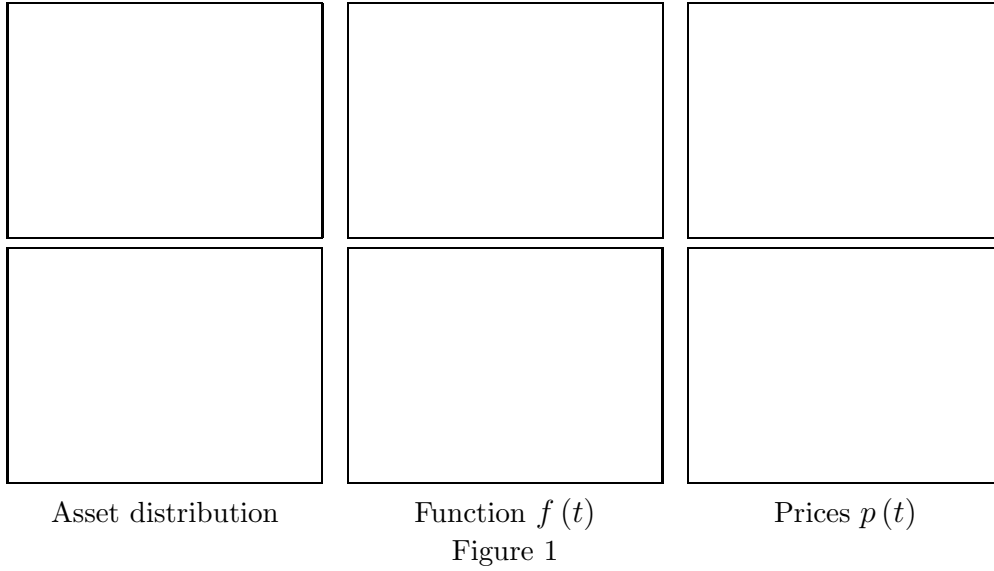 Asset distribution Function f (t) Prices p (t)
Figure 1